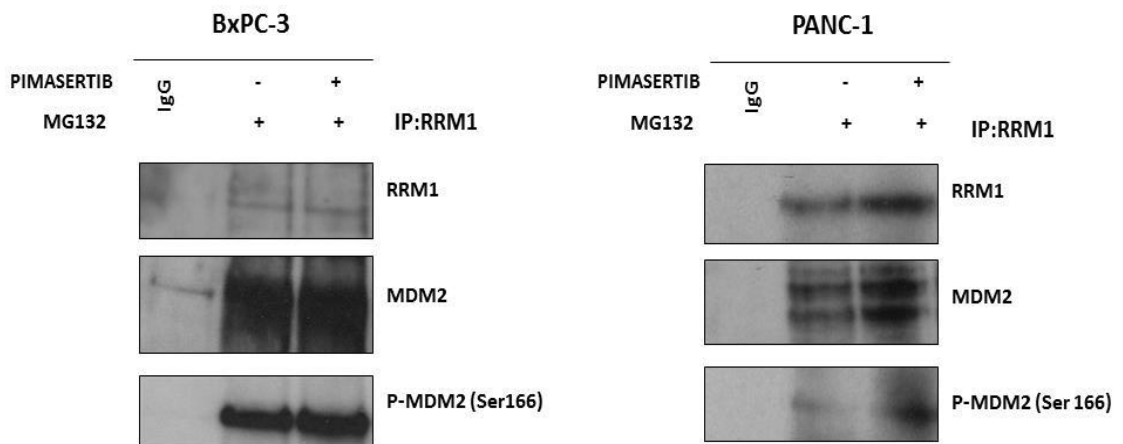 BxPC-3
PIMASERTIB IgG - +
MG132 + + IP:RRM1
RRM1
MDM2
P-MDM2 (Ser166)
PANC-1
PIMASERTIB IgG - +
MG132 + + IP:RRM1
RRM1
MDM2
P-MDM2 (Ser 166)